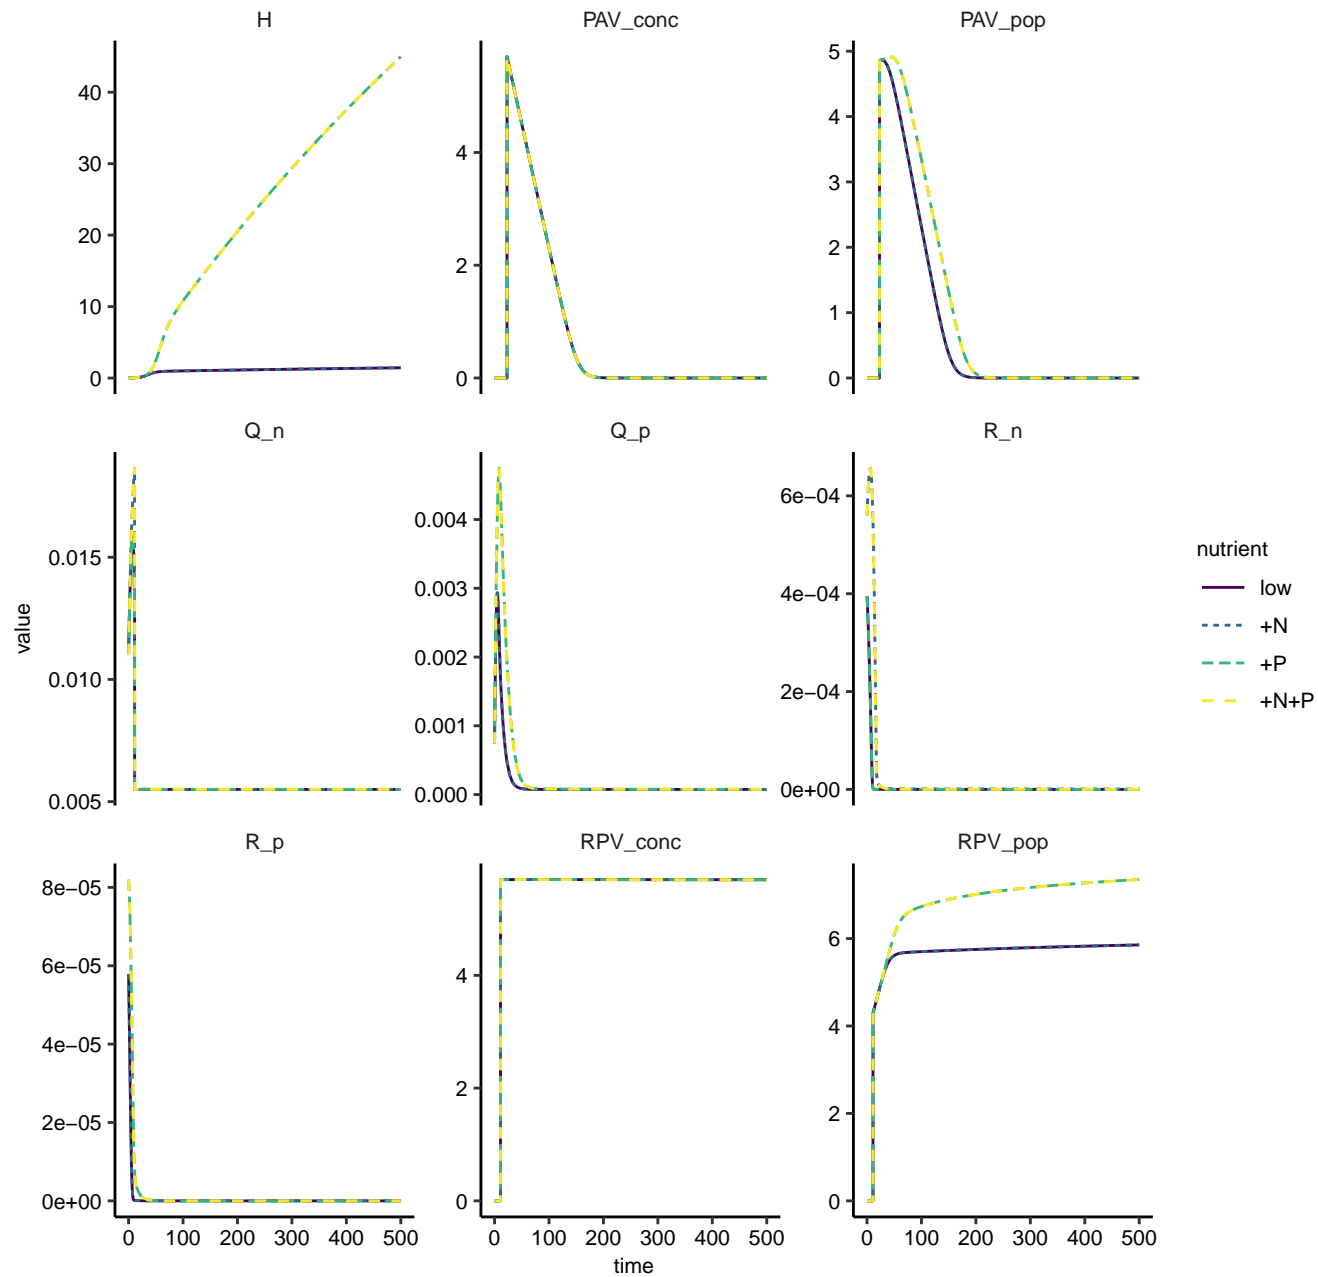 H
PAV_conc
PAV_pop
40
30
20
10
0
4
2
0
5
4
3
2
1
0
Q_n
Q_p
R_n
0.015
0.010
0.005
0.004
0.003
0.002
0.001
0.000
6e−04
4e−04
2e−04
0e+00
R_p
RPV_conc
RPV_pop
8e−05
6e−05
4e−05
2e−05
0e+00
4
2
0
6
4
2
0
0 100 200 300 400 500
0 100 200 300 400 500
0 100 200 300 400 500
time
value
nutrient
low
+N
+P
+N+P